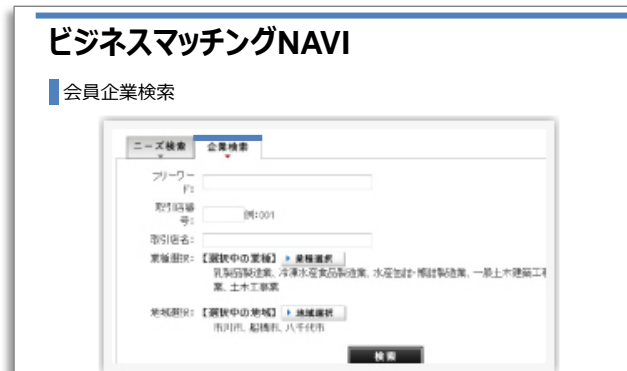 ビジネスマッチングNAVI
会員企業検索
ニーズ検索 企業検索
フリーワー
ド:
取引店番
号: 例:001
取引店名:
業種選択: 【選択中の業種】 業種選択
乳製品製造業、冷凍水産食品製造業、水産缶詰・瓶詰製造業、一般土木建築工事
業、土木工事業
地域選択: 【選択中の地域】 地域選択
市川市、船橋市、八千代市
検索